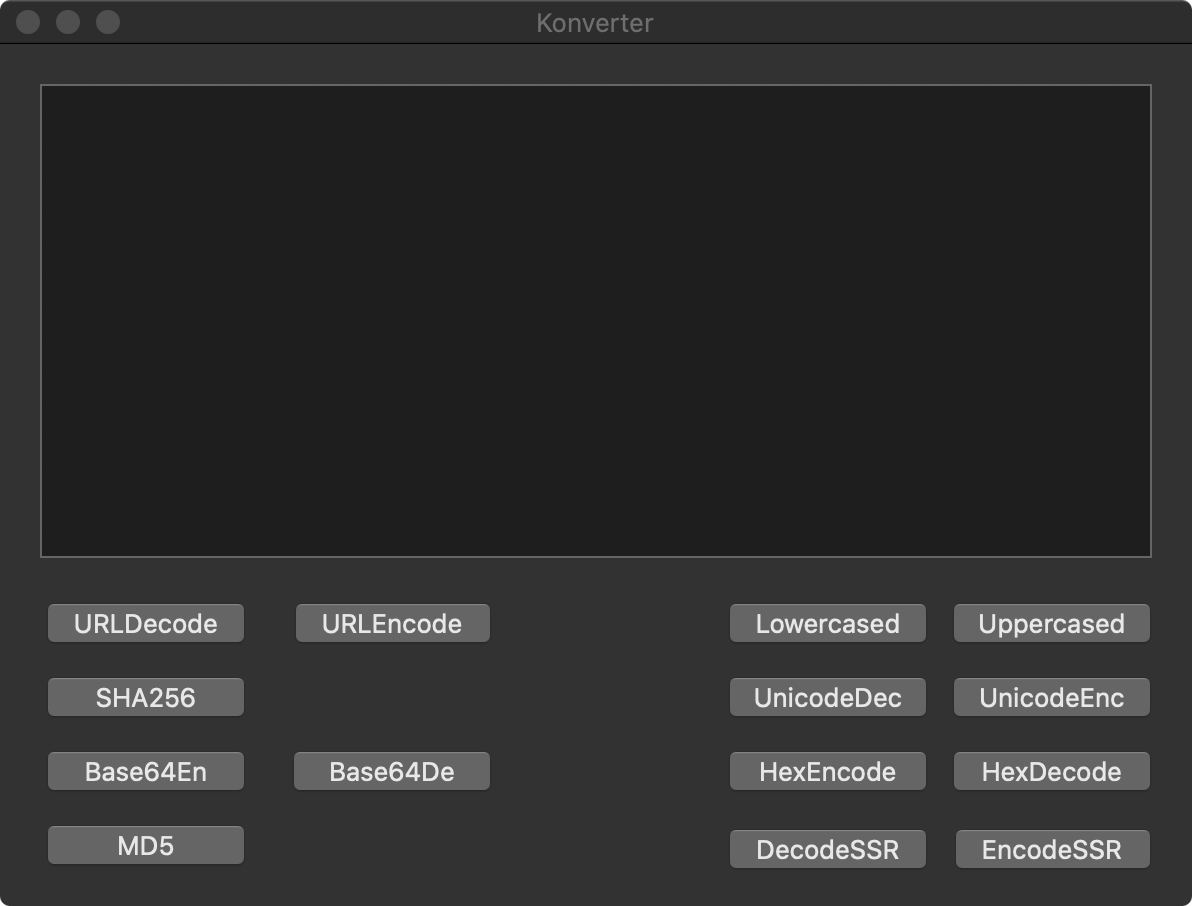 Konverter
URLDecode URLEncode Lowercased Uppercased
SHA256 UnicodeDec UnicodeEnc
Base64En Base64De HexEncode HexDecode
MD5 DecodeSSR EncodeSSR